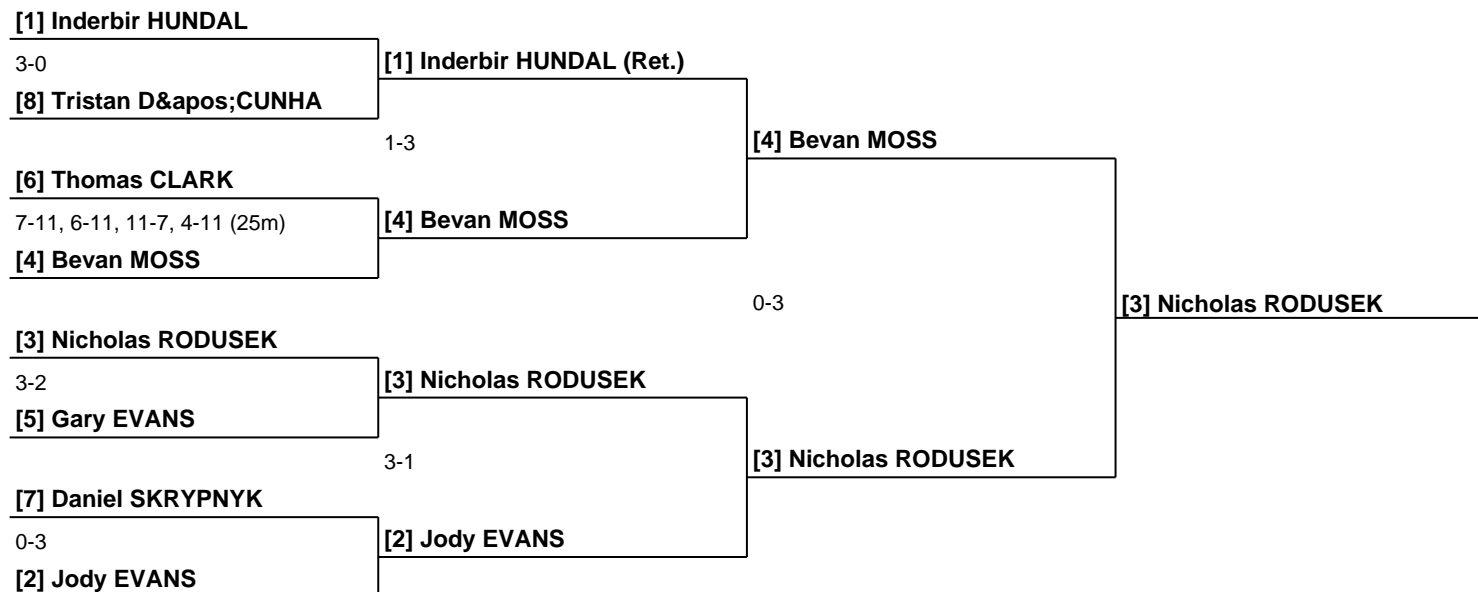 [1] Inderbir HUNDAL
3-0
[1] Inderbir HUNDAL (Ret.)
[8] Tristan D&apos;CUNHA
1-3
[4] Bevan MOSS
[6] Thomas CLARK
7-11, 6-11, 11-7, 4-11 (25m)
[4] Bevan MOSS
[4] Bevan MOSS
0-3
[3] Nicholas RODUSEK
[3] Nicholas RODUSEK
3-2
[3] Nicholas RODUSEK
[5] Gary EVANS
3-1
[3] Nicholas RODUSEK
[7] Daniel SKRYPNYK
0-3
[2] Jody EVANS
[2] Jody EVANS